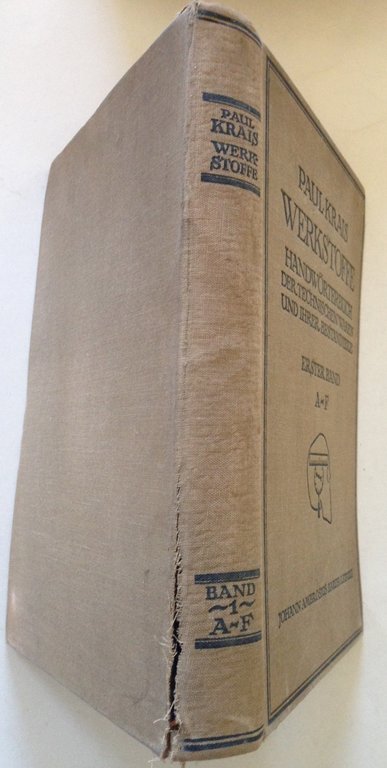 PAUL
KRAIS
WERK-
STOFFE
BAND
~1~
A-F
PAUL KRAIS
WERKSTOFFE
HANDWÖRTERBUCH
DER TECHNISCHEN WAREN
UND IHRER BESTANDTEILE
ERSTER BAND
A-F
JOHANN AMBROSIUS BARTH LEIPZIG